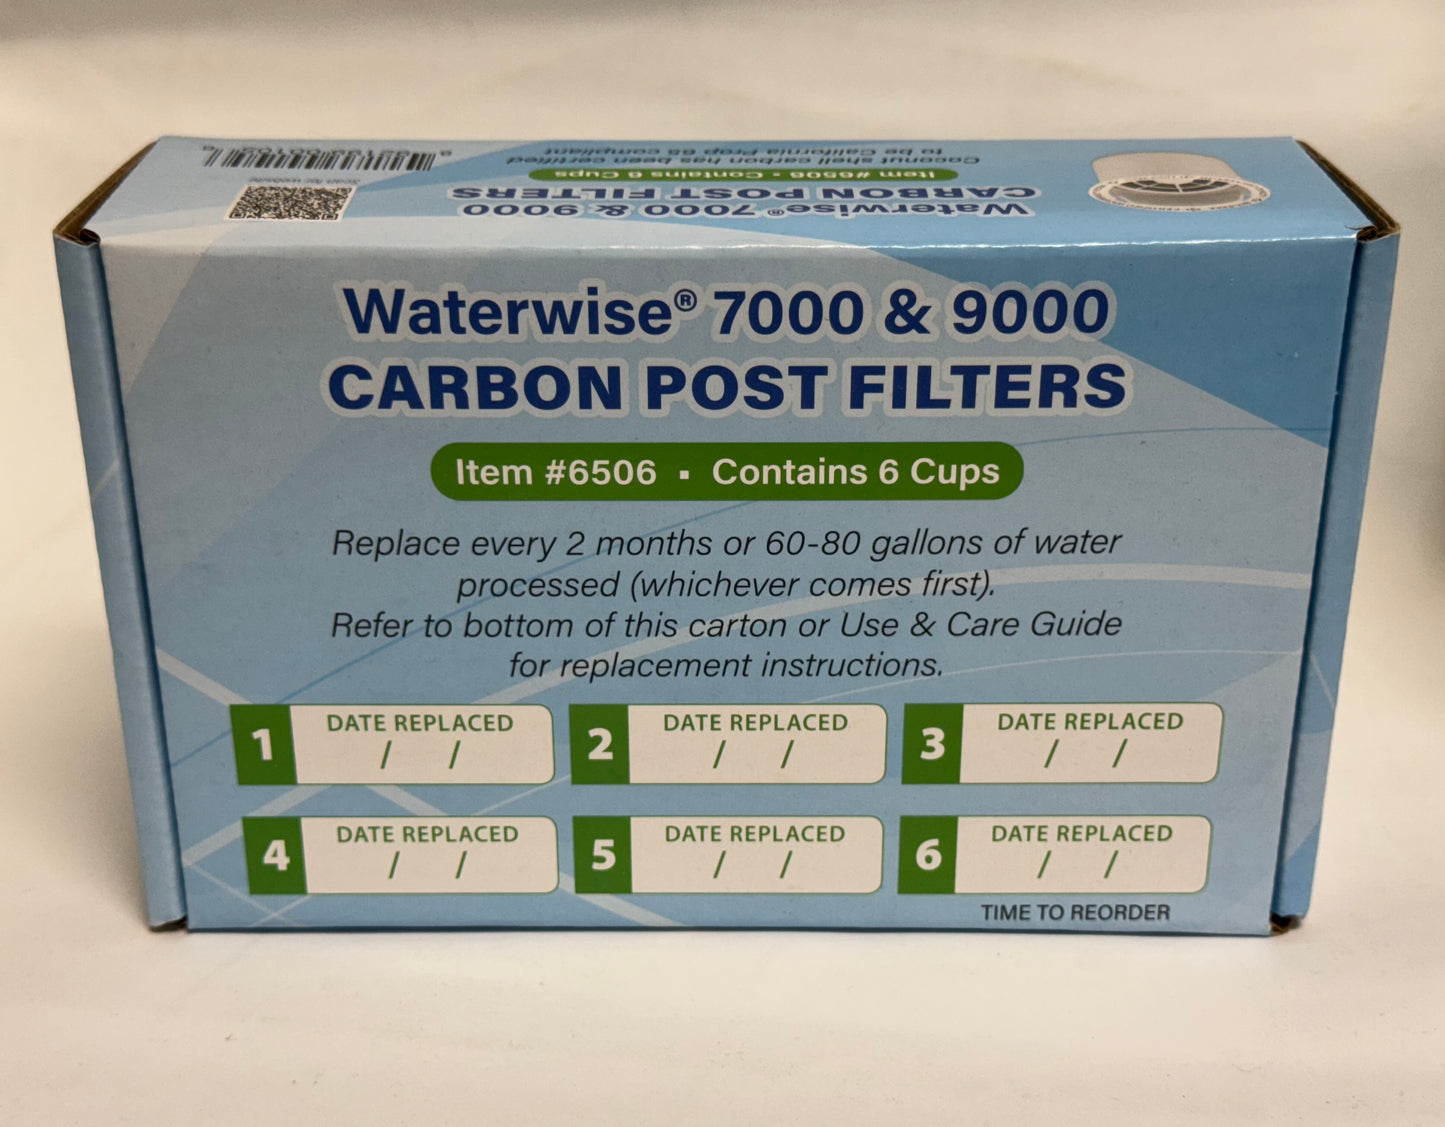 Waterwise® 7000 & 9000
CARBON POST FILTERS
Item #6506 · Contains 6 Cups
Coconut shell carbon has been certified
to be California Prop 65 compliant
Scan for website
Waterwise® 7000 & 9000
CARBON POST FILTERS
Item #6506 ▪ Contains 6 Cups
Replace every 2 months or 60-80 gallons of water
processed (whichever comes first).
Refer to bottom of this carton or Use & Care Guide
for replacement instructions.
1 DATE REPLACED
/ /
2 DATE REPLACED
/ /
3 DATE REPLACED
/ /
4 DATE REPLACED
/ /
5 DATE REPLACED
/ /
6 DATE REPLACED
/ /
TIME TO REORDER